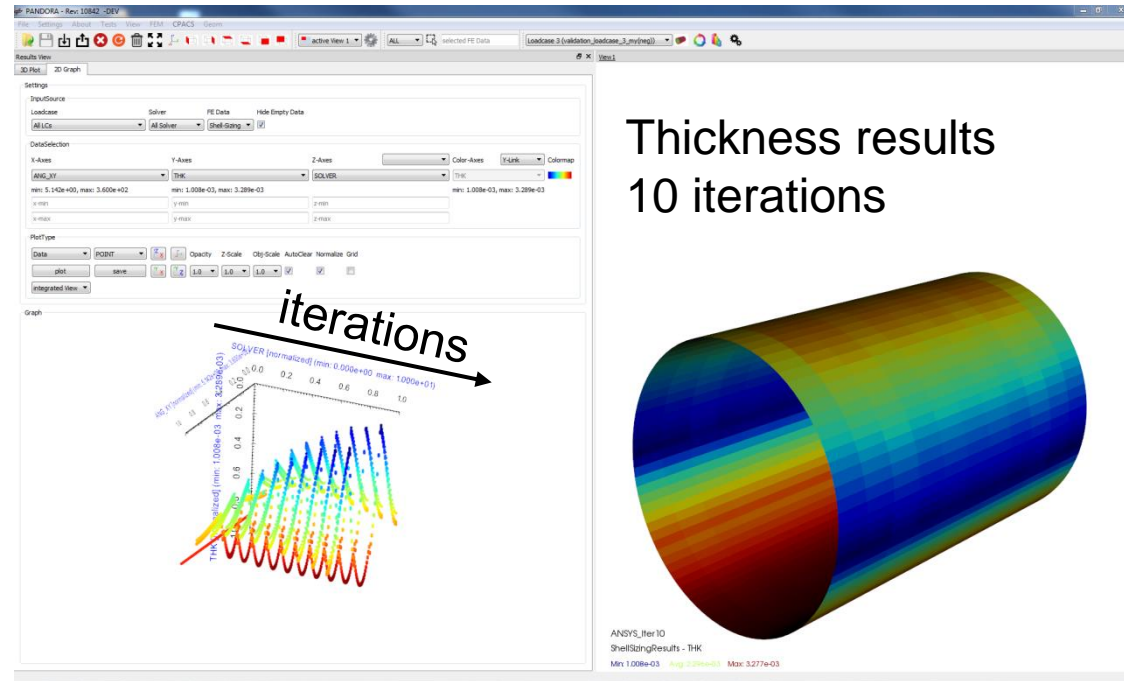 PANDORA - Rev: 10842 -DEV
File Settings About Tests View FEM CPACS Geom
active View 1 ALL selected FE Data Loadcase 3 (validation_loadcase_3_my(neg))
Results View View1
3D Plot 2D Graph
Settings
InputSource
Loadcase Solver FE Data Hide Empty Data
All LCs All Solver Shell-Sizing
DataSelection
X-Axes Y-Axes Z-Axes Color-Axes Y-Link Colormap
ANG_XY THK SOLVER THK
min: 5.142e+00, max: 3.600e+02 min: 1.008e-03, max: 3.289e-03 min: 1.008e-03, max: 3.289e-03
x-min y-min z-min
x-max y-max z-max
PlotType
Data POINT Opacity Z-Scale Obj-Scale AutoClear Normalize Grid
plot save 1.0 1.0 1.0
integrated View
Graph
iterations
SOLVER [normalized] (min: 0.000e+00 max: 1.000e+01)
0.0 0.2 0.4 0.6 0.8 1.0
THK
Thickness results
10 iterations
ANSYS_Iter10
ShellSizingResults - THK
Min: 1.008e-03 Max: 3.277e-03